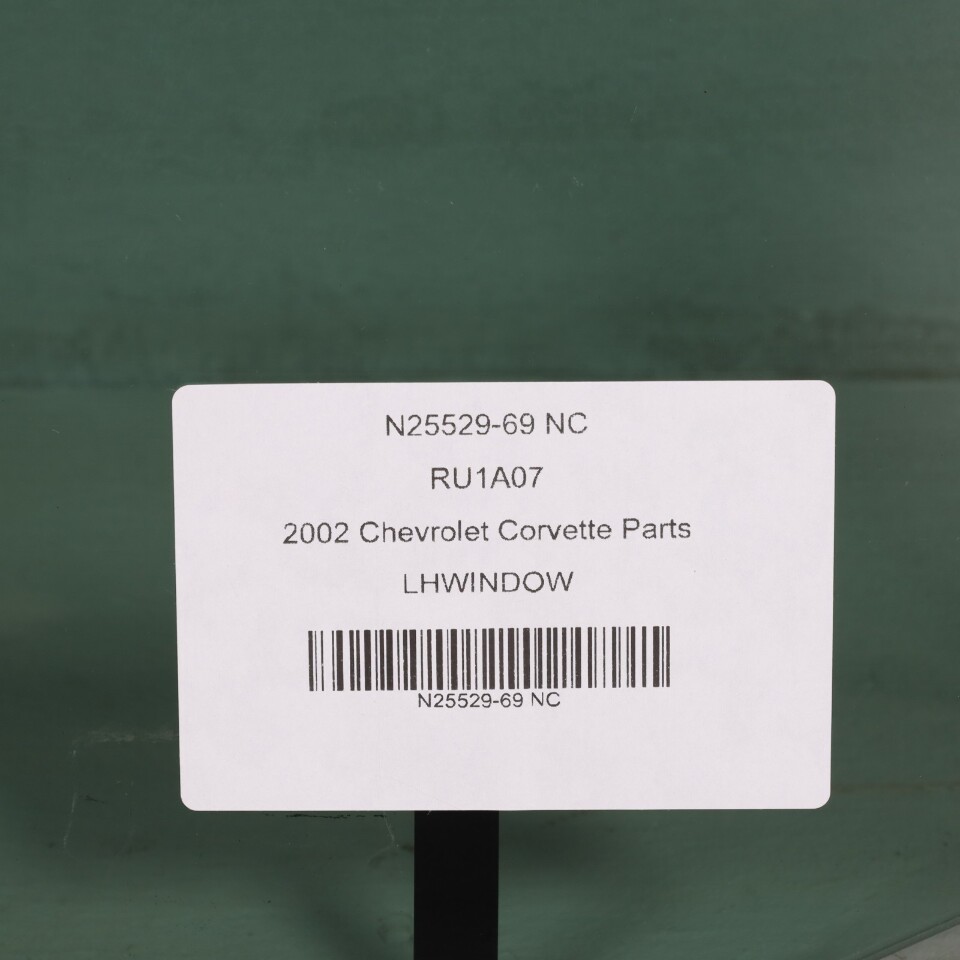 N25529-69 NC
RU1A07
2002 Chevrolet Corvette Parts
LHWINDOW
N25529-69 NC